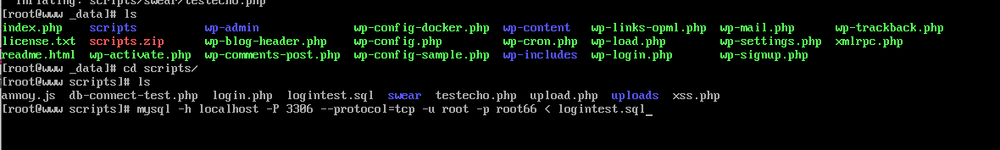 inflating: scripts/swear/testecho.php
[root@www _data]# ls
index.php scripts wp-admin wp-config-docker.php wp-content wp-links-opml.php wp-mail.php wp-trackback.php
license.txt scripts.zip wp-blog-header.php wp-config.php wp-cron.php wp-load.php wp-settings.php xmlrpc.php
readme.html wp-activate.php wp-comments-post.php wp-config-sample.php wp-includes wp-login.php wp-signup.php
[root@www _data]# cd scripts/
[root@www scripts]# ls
annoy.js db-connect-test.php login.php logintest.sql swear testecho.php upload.php uploads xss.php
[root@www scripts]# mysql -h localhost -P 3306 --protocol=tcp -u root -p root66 < logintest.sql_